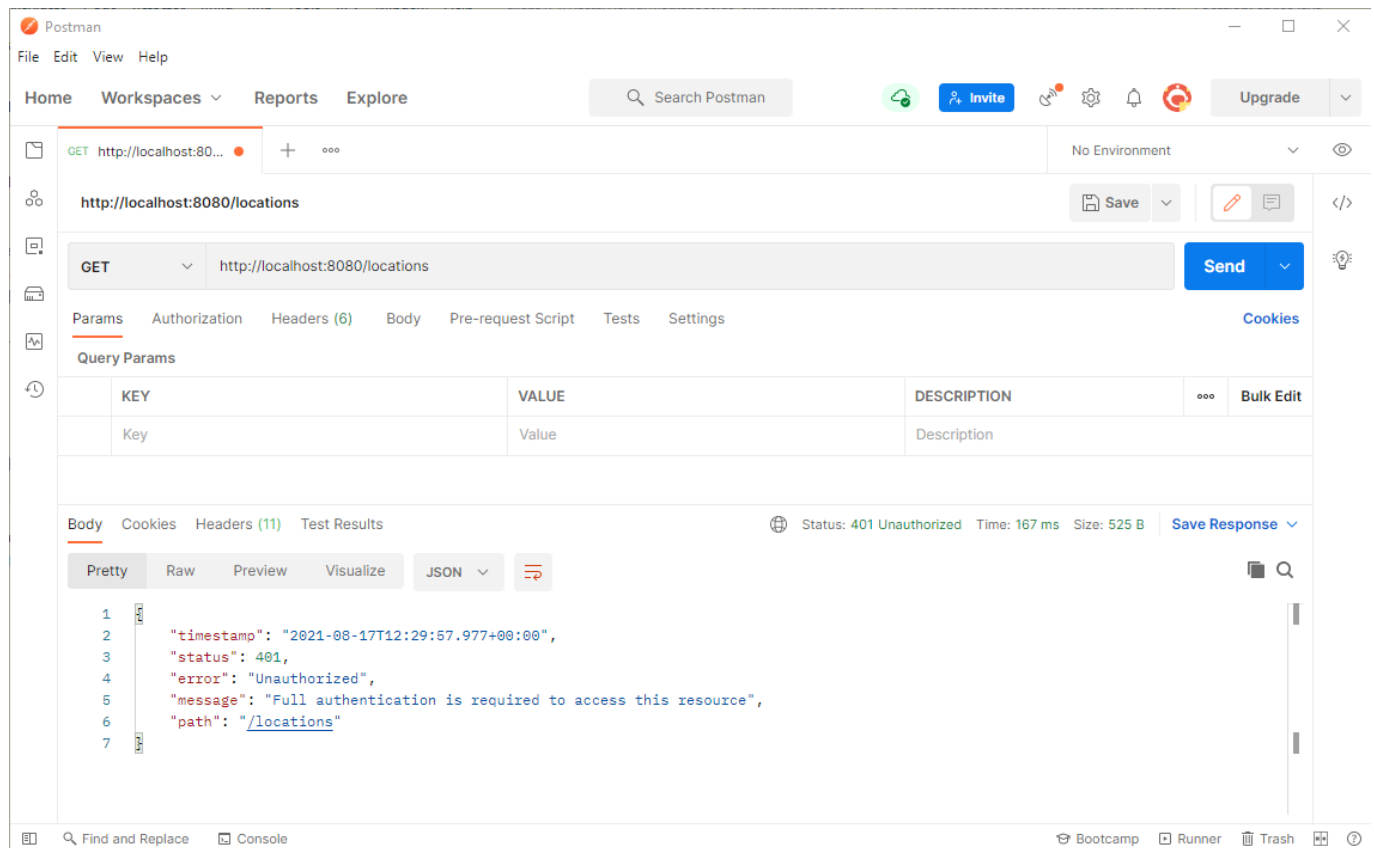 Postman
File Edit View Help
Home Workspaces Reports Explore Search Postman Invite Upgrade
GET http://localhost:80... No Environment
http://localhost:8080/locations Save
GET http://localhost:8080/locations Send
Params Authorization Headers (6) Body Pre-request Script Tests Settings Cookies
Query Params
KEY VALUE DESCRIPTION Bulk Edit
Key Value Description
Body Cookies Headers (11) Test Results Status: 401 Unauthorized Time: 167 ms Size: 525 B Save Response
Pretty Raw Preview Visualize JSON
1 {
2 "timestamp": "2021-08-17T12:29:57.977+00:00",
3 "status": 401,
4 "error": "Unauthorized",
5 "message": "Full authentication is required to access this resource",
6 "path": "/locations"
7 }
Find and Replace Console Bootcamp Runner Trash